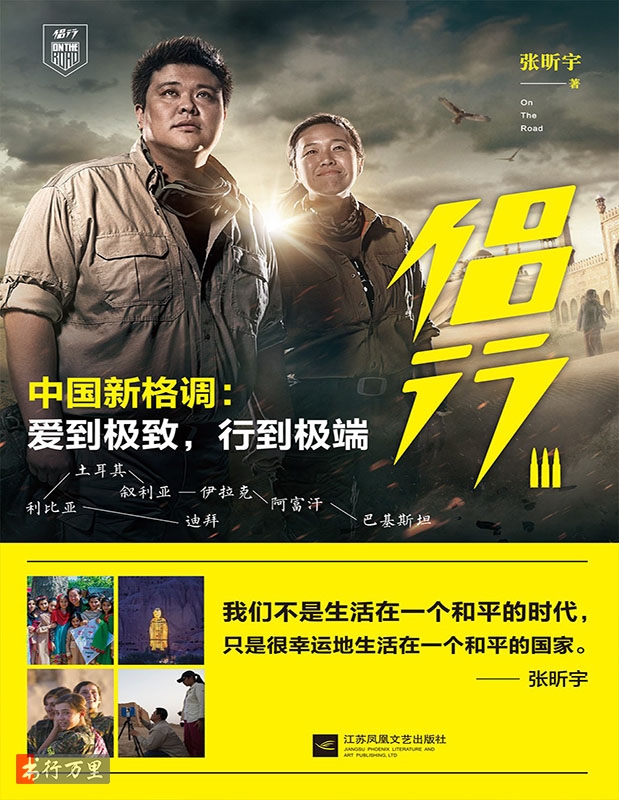 侣行
ON THE
ROAD
张昕宇
著
On
The
Road
侣行
中国新格调：
爱到极致，行到极端
土耳其
叙利亚 — 伊拉克
阿富汗
利比亚
迪拜
巴基斯坦
我们不是生活在一个和平的时代，
只是很幸运地生活在一个和平的国家。
—— 张昕宇
江苏凤凰文艺出版社
JIANGSU PHOENIX LITERATURE AND
ART PUBLISHING, LTD
书行万里